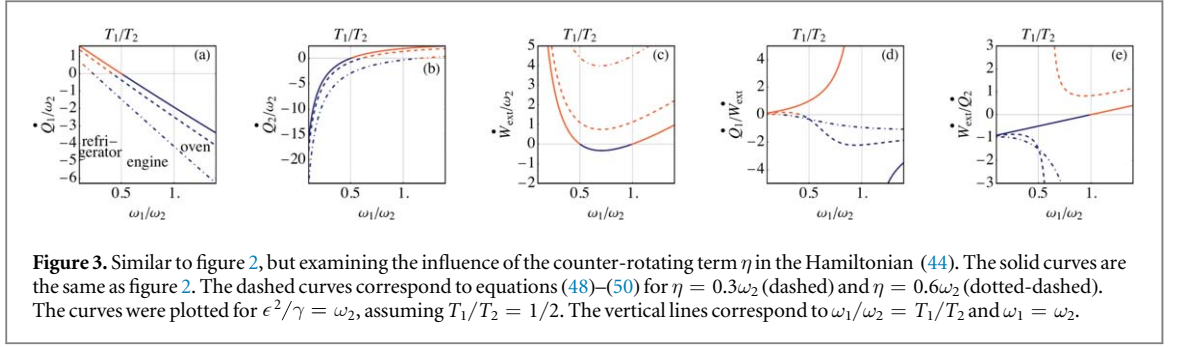 T₁/T₂ T₁/T₂ T₁/T₂ T₁/T₂ T₁/T₂
(a)
1
0
−1
−2
−3
−4
−5
−6
Q̇₁/ω₂
refri-
gerator
engine
oven
0.5 1.
ω₁/ω₂
(b)
0
−5
−10
−15
−20
Q̇₂/ω₂
0.5 1.
ω₁/ω₂
(c)
5
4
3
2
1
0
−1
−2
Ẇext/ω₂
0.5 1.
ω₁/ω₂
(d)
4
2
0
−2
−4
Q̇₁/Ẇext
0.5 1.
ω₁/ω₂
(e)
3
2
1
0
−1
−2
−3
Ẇext/Q̇₂
0.5 1.
ω₁/ω₂
Figure 3. Similar to figure 2, but examining the influence of the counter-rotating term η in the Hamiltonian (44). The solid curves are
the same as figure 2. The dashed curves correspond to equations (48)–(50) for η = 0.3ω₂ (dashed) and η = 0.6ω₂ (dotted-dashed).
The curves were plotted for ϵ²/γ = ω₂, assuming T₁/T₂ = 1/2. The vertical lines correspond to ω₁/ω₂ = T₁/T₂ and ω₁ = ω₂.